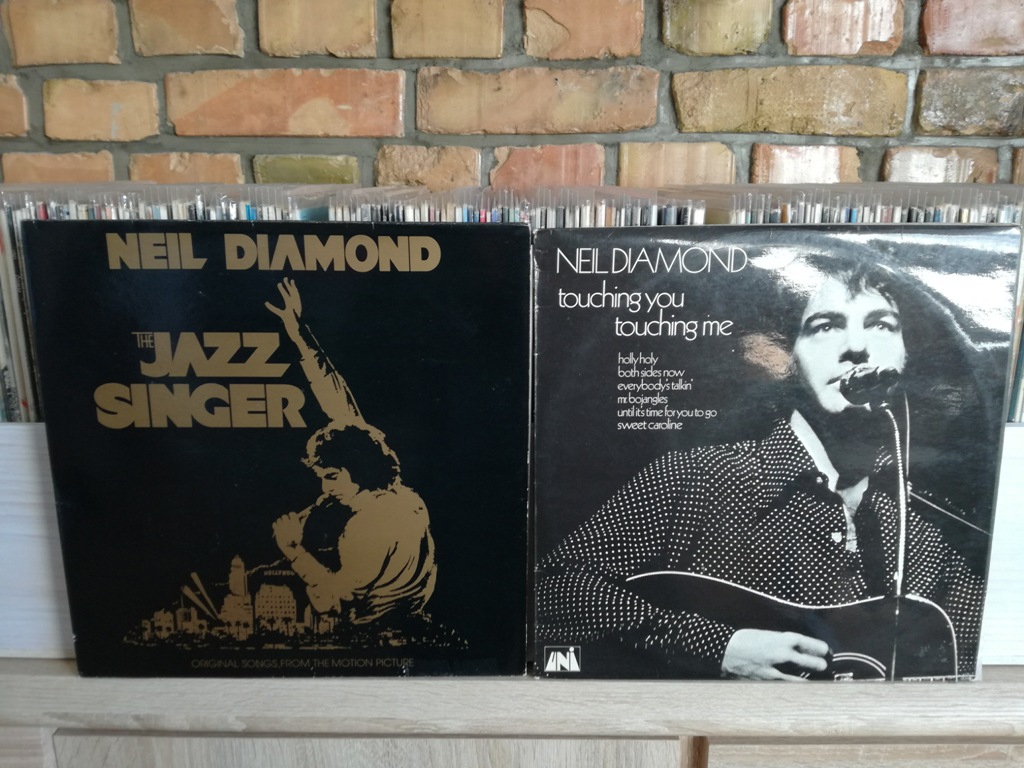 NEIL DIAMOND
THE
JAZZ
SINGER
HOLLYWOOD
ORIGINAL SONGS FROM THE MOTION PICTURE
NEIL DIAMOND
touching you
touching me
holly holy
both sides now
everybody's talkin'
mr. bojangles
until it's time for you to go
sweet caroline
UNI